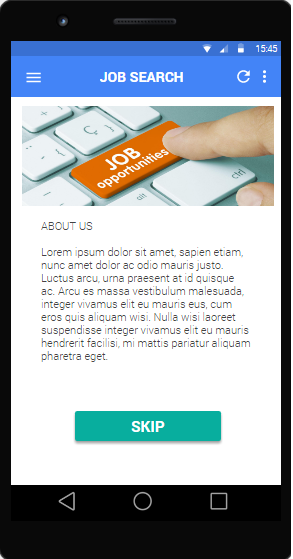 15:45
JOB SEARCH
JOB
opportunities
ctrl
ABOUT US
Lorem ipsum dolor sit amet, sapien etiam,
nunc amet dolor ac odio mauris justo.
Luctus arcu, urna praesent at id quisque
ac. Arcu es massa vestibulum malesuada,
integer vivamus elit eu mauris eus, cum
eros quis aliquam wisi. Nulla wisi laoreet
suspendisse integer vivamus elit eu mauris
hendrerit facilisi, mi mattis pariatur aliquam
pharetra eget.
SKIP